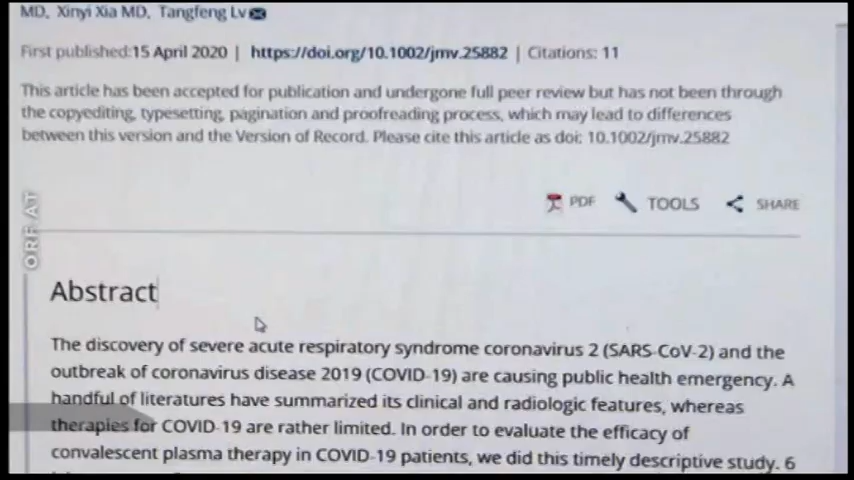 MD, Xinyi Xia MD, Tangfeng Lv
First published:15 April 2020 | https://doi.org/10.1002/jmv.25882 | Citations: 11
This article has been accepted for publication and undergone full peer review but has not been through
the copyediting, typesetting, pagination and proofreading process, which may lead to differences
between this version and the Version of Record. Please cite this article as doi: 10.1002/jmv.25882
PDF TOOLS SHARE
ORF.AT
Abstract
The discovery of severe acute respiratory syndrome coronavirus 2 (SARS-CoV-2) and the
outbreak of coronavirus disease 2019 (COVID-19) are causing public health emergency. A
handful of literatures have summarized its clinical and radiologic features, whereas
therapies for COVID-19 are rather limited. In order to evaluate the efficacy of
convalescent plasma therapy in COVID-19 patients, we did this timely descriptive study. 6